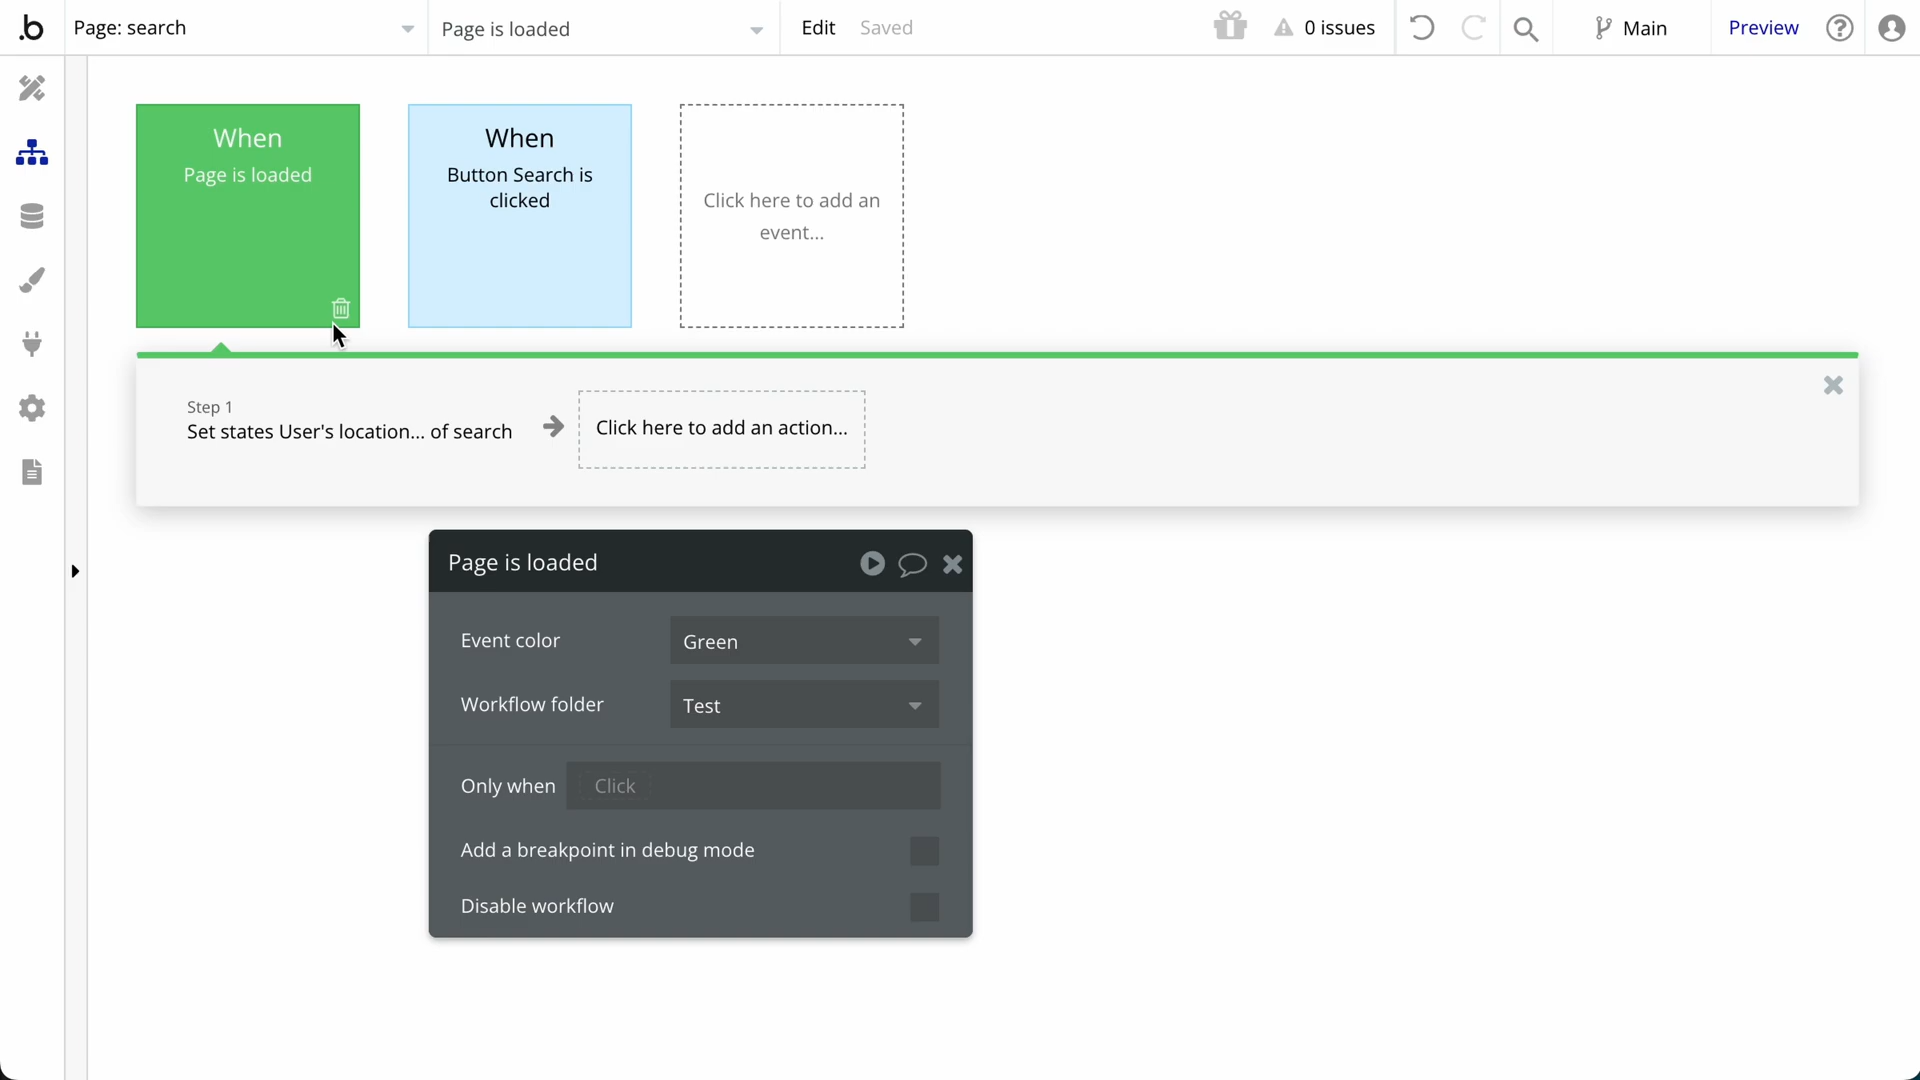 .b
Page: search
Page is loaded
Edit
Saved
0 issues
Main
Preview
When
Page is loaded
When
Button Search is
clicked
Click here to add an
event...
Step 1
Set states User's location... of search
Click here to add an action...
Page is loaded
Event color
Green
Workflow folder
Test
Only when
Click
Add a breakpoint in debug mode
Disable workflow